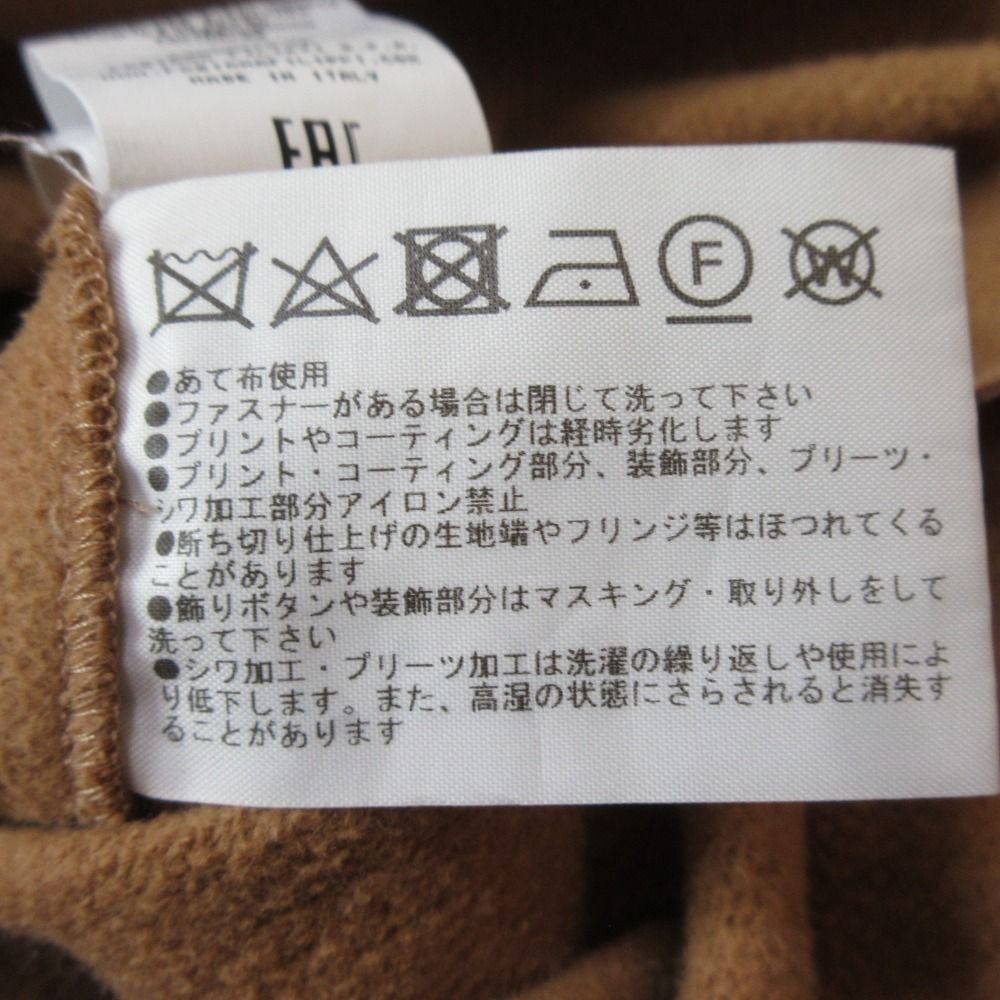 MADE IN ITALY
EAC
F
W
●あて布使用
●ファスナーがある場合は閉じて洗って下さい
●プリントやコーティングは経時劣化します
●プリント・コーティング部分、装飾部分、プリーツ・
シワ加工部分アイロン禁止
●断ち切り仕上げの生地端やフリンジ等はほつれてくる
ことがあります
●飾りボタンや装飾部分はマスキング・取り外しをして
洗って下さい
●シワ加工・プリーツ加工は洗濯の繰り返しや使用によ
り低下します。また、高湿の状態にさらされると消失す
ることがあります